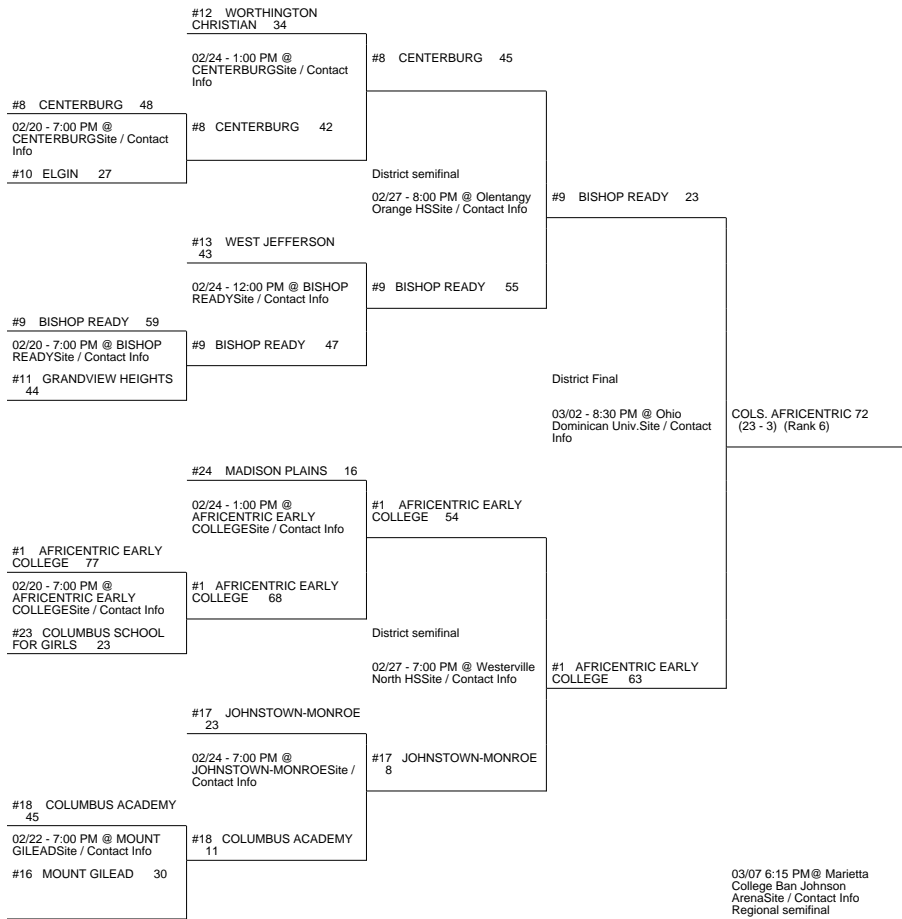 #12 WORTHINGTON
CHRISTIAN 34
02/24 - 1:00 PM @
CENTERBURGSite / Contact
Info
#8 CENTERBURG 45
#8 CENTERBURG 48
02/20 - 7:00 PM @
CENTERBURGSite / Contact
Info
#8 CENTERBURG 42
#10 ELGIN 27
District semifinal
02/27 - 8:00 PM @ Olentangy
Orange HSSite / Contact Info
#9 BISHOP READY 23
#13 WEST JEFFERSON
43
02/24 - 12:00 PM @ BISHOP
READYSite / Contact Info
#9 BISHOP READY 55
#9 BISHOP READY 59
02/20 - 7:00 PM @ BISHOP
READYSite / Contact Info
#9 BISHOP READY 47
#11 GRANDVIEW HEIGHTS
44
District Final
03/02 - 8:30 PM @ Ohio
Dominican Univ.Site / Contact
Info
COLS. AFRICENTRIC 72
(23 - 3) (Rank 6)
#24 MADISON PLAINS 16
02/24 - 1:00 PM @
AFRICENTRIC EARLY
COLLEGESite / Contact Info
#1 AFRICENTRIC EARLY
COLLEGE 54
#1 AFRICENTRIC EARLY
COLLEGE 77
02/20 - 7:00 PM @
AFRICENTRIC EARLY
COLLEGESite / Contact Info
#1 AFRICENTRIC EARLY
COLLEGE 68
#23 COLUMBUS SCHOOL
FOR GIRLS 23
District semifinal
02/27 - 7:00 PM @ Westerville
North HSSite / Contact Info
#1 AFRICENTRIC EARLY
COLLEGE 63
#17 JOHNSTOWN-MONROE
23
02/24 - 7:00 PM @
JOHNSTOWN-MONROESite /
Contact Info
#17 JOHNSTOWN-MONROE
8
#18 COLUMBUS ACADEMY
45
02/22 - 7:00 PM @ MOUNT
GILEADSite / Contact Info
#18 COLUMBUS ACADEMY
11
#16 MOUNT GILEAD 30
03/07 6:15 PM@ Marietta
College Ban Johnson
ArenaSite / Contact Info
Regional semifinal